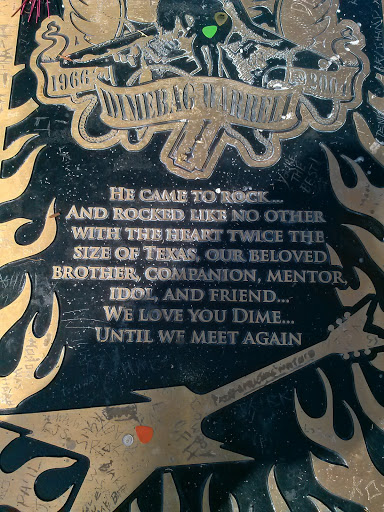 1966
2004
DIMEBAG DARRELL
HE CAME TO ROCK...
AND ROCKED LIKE NO OTHER
WITH THE HEART TWICE THE
SIZE OF TEXAS, OUR BELOVED
BROTHER, COMPANION, MENTOR,
IDOL, AND FRIEND...
WE LOVE YOU DIME...
UNTIL WE MEET AGAIN